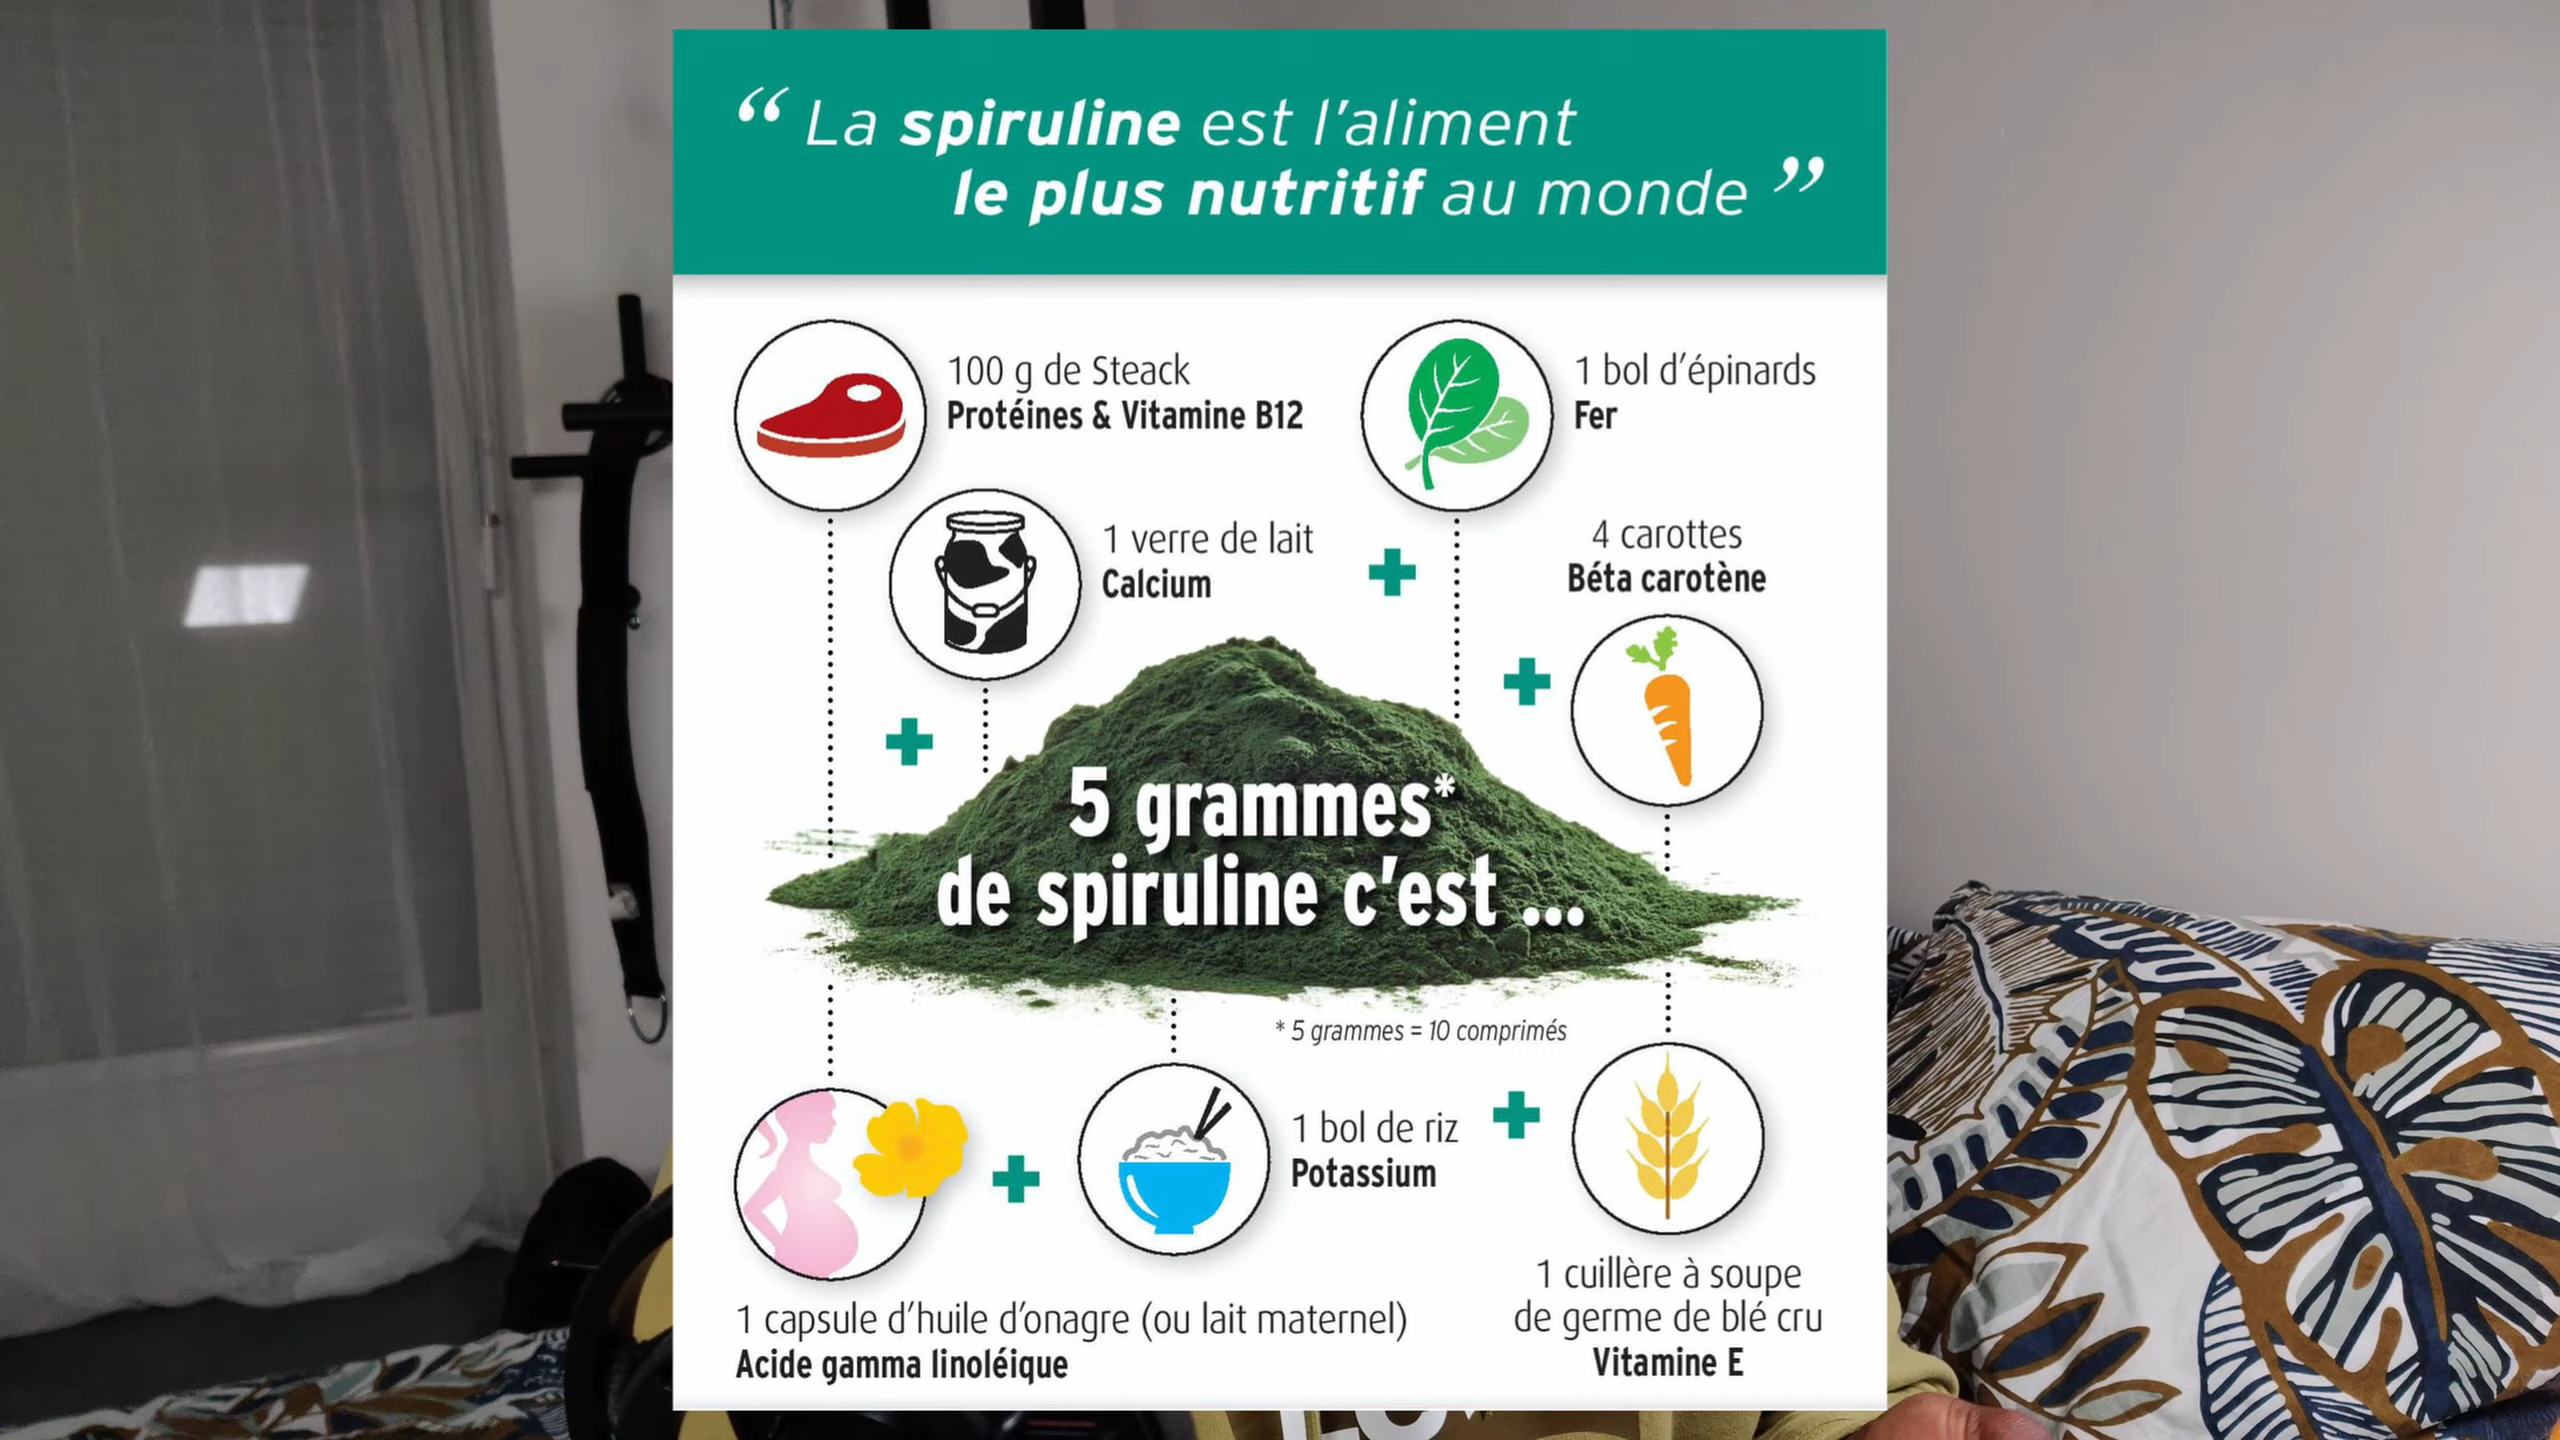 “ La spiruline est l’aliment
le plus nutritif au monde ”
100 g de Steack
Protéines & Vitamine B12
1 bol d’épinards
Fer
1 verre de lait
Calcium
4 carottes
Béta carotène
5 grammes*
de spiruline c’est ...
* 5 grammes = 10 comprimés
1 bol de riz
Potassium
1 capsule d’huile d’onagre (ou lait maternel)
Acide gamma linoléique
1 cuillère à soupe
de germe de blé cru
Vitamine E